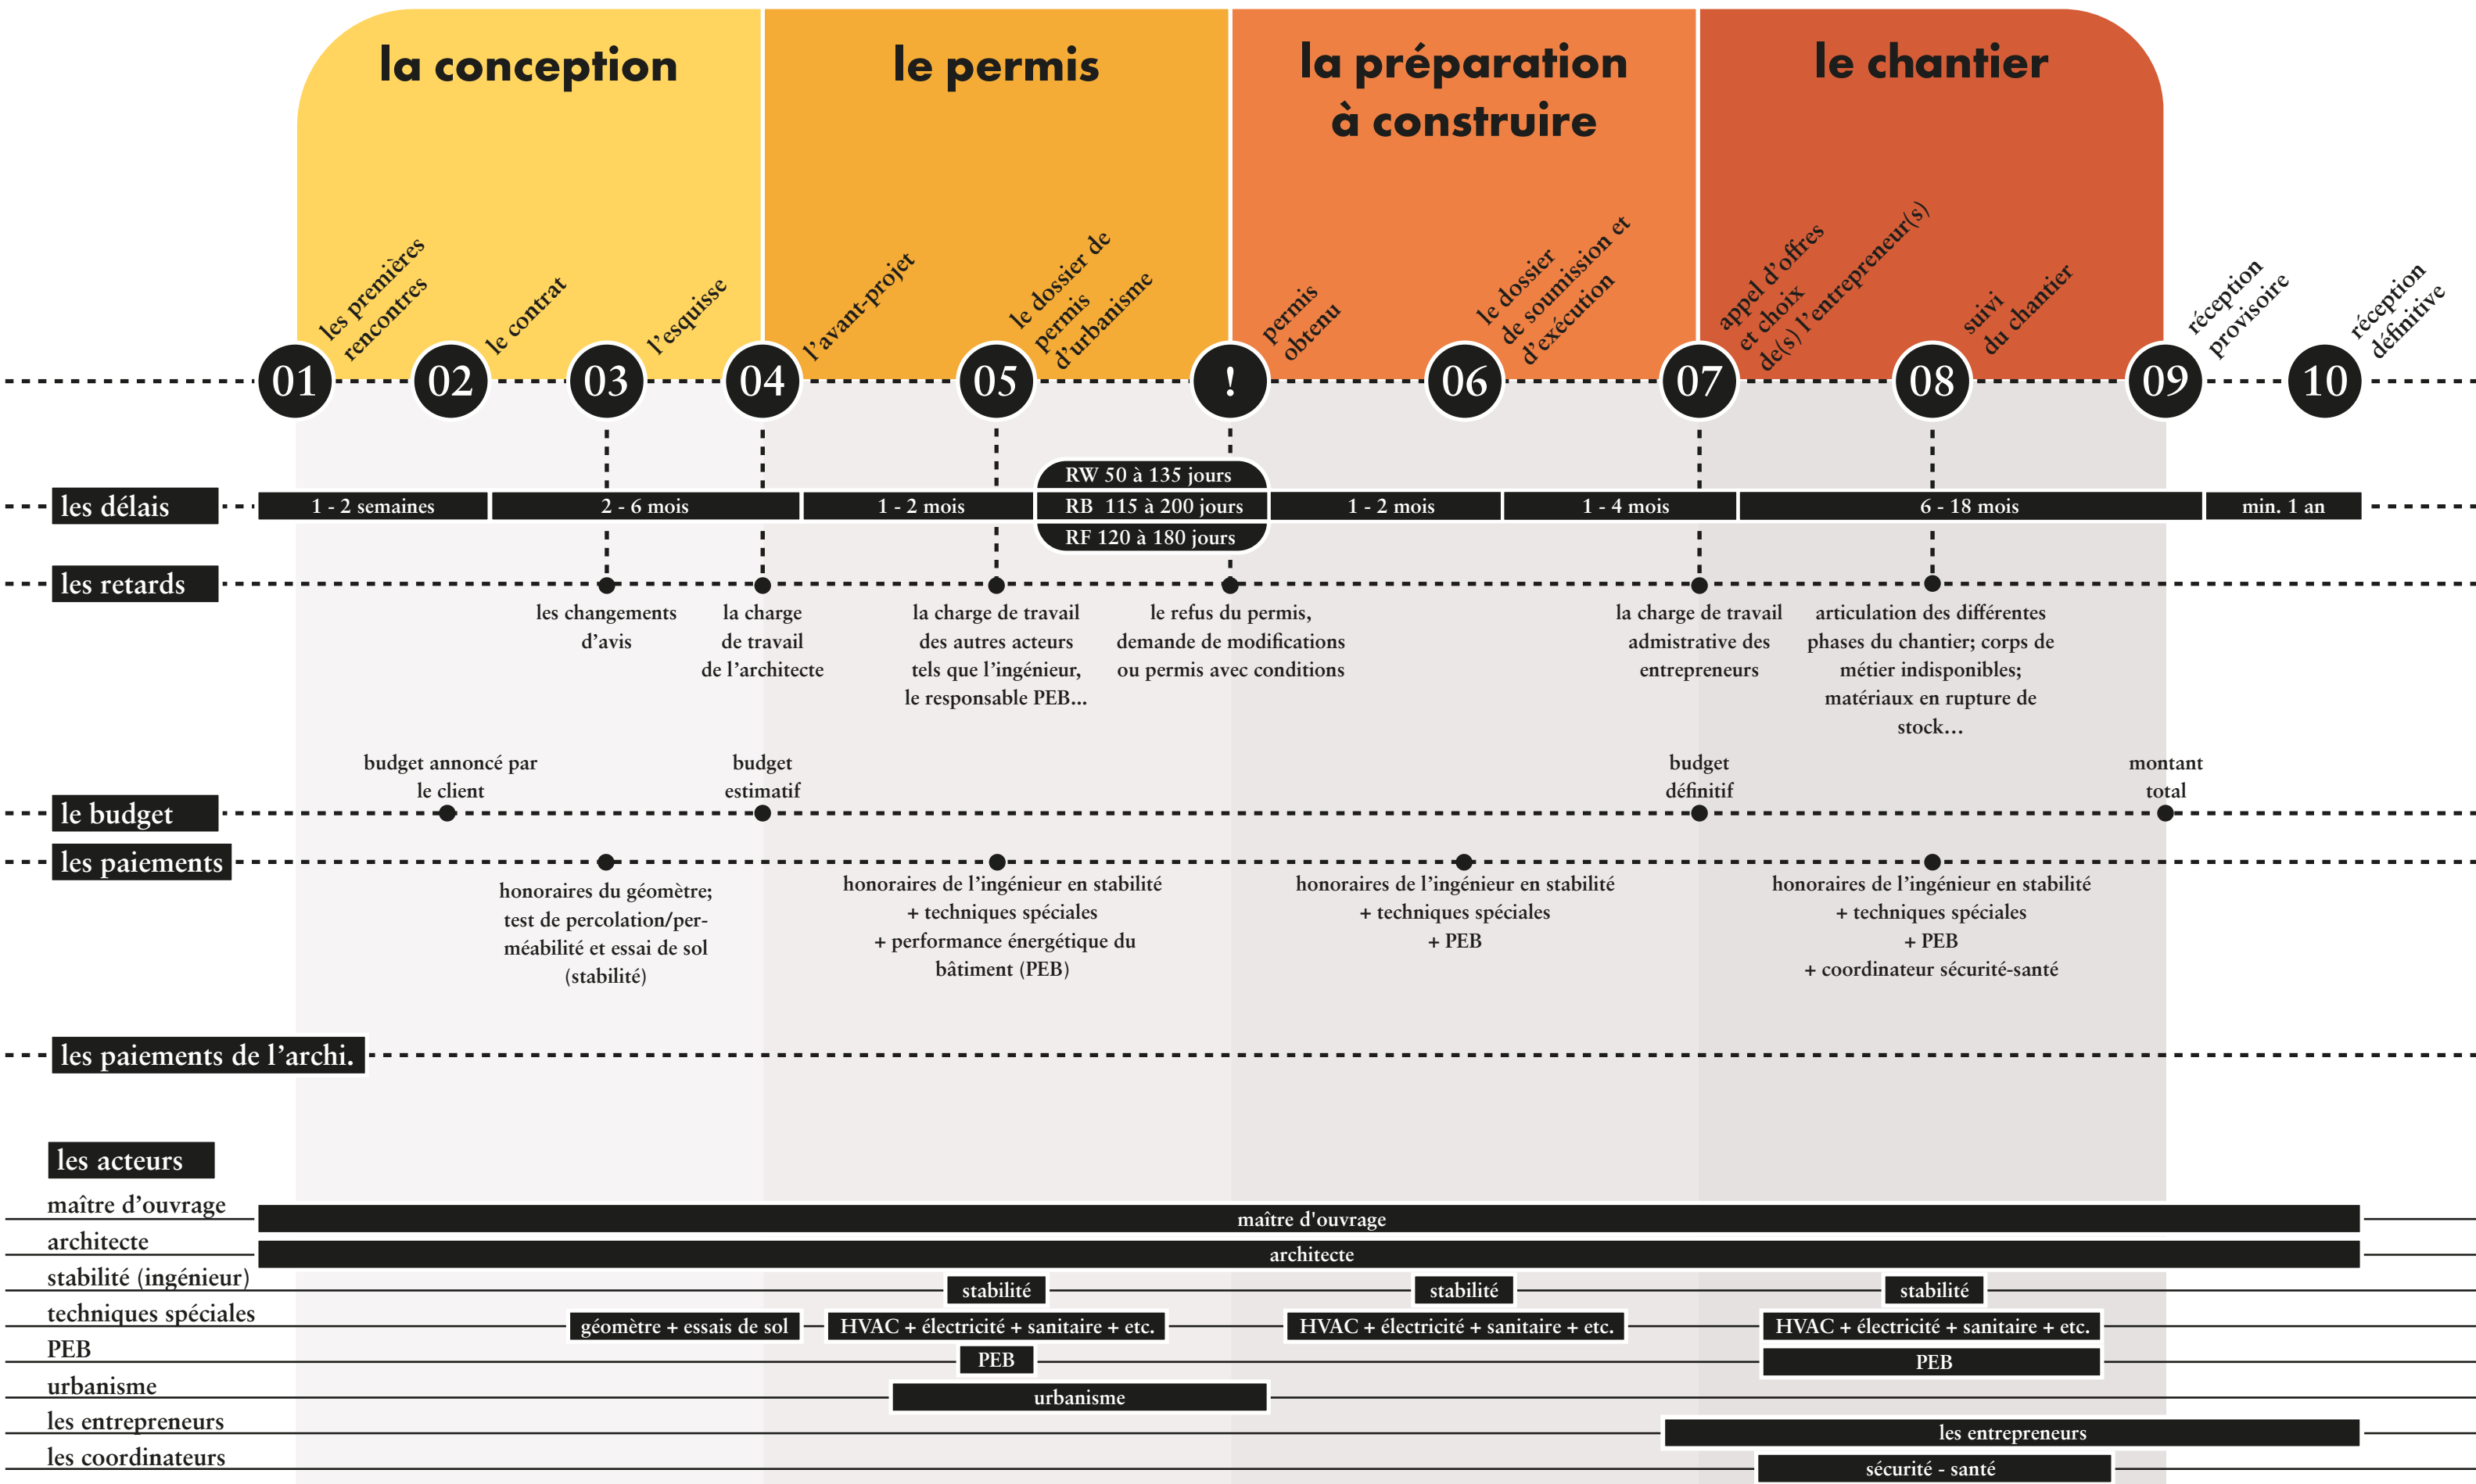 la conception
le permis
la préparation
à construire
le chantier
les premières
rencontres
le contrat
l'esquisse
l'avant-projet
le dossier de
permis
d'urbanisme
permis
obtenu
le dossier
de soumission et
d'exécution
appel d'offres
et choix
de(s) l'entrepreneur(s)
suivi
du chantier
réception
provisoire
réception
définitive
01
02
03
04
05
!
06
07
08
09
10
les délais
1 - 2 semaines
2 - 6 mois
1 - 2 mois
RW 50 à 135 jours
RB 115 à 200 jours
RF 120 à 180 jours
1 - 2 mois
1 - 4 mois
6 - 18 mois
min. 1 an
les retards
les changements
d'avis
la charge
de travail
de l'architecte
la charge de travail
des autres acteurs
tels que l'ingénieur,
le responsable PEB...
le refus du permis,
demande de modifications
ou permis avec conditions
la charge de travail
admistrative des
entrepreneurs
articulation des différentes
phases du chantier; corps de
métier indisponibles;
matériaux en rupture de
stock...
budget annoncé par
le client
budget
estimatif
budget
définitif
montant
total
le budget
les paiements
honoraires du géomètre;
test de percolation/per-
méabilité et essai de sol
(stabilité)
honoraires de l'ingénieur en stabilité
+ techniques spéciales
+ performance énergétique du
bâtiment (PEB)
honoraires de l'ingénieur en stabilité
+ techniques spéciales
+ PEB
honoraires de l'ingénieur en stabilité
+ techniques spéciales
+ PEB
+ coordinateur sécurité-santé
les paiements de l'archi.
les acteurs
maître d'ouvrage
maître d'ouvrage
architecte
architecte
stabilité (ingénieur)
stabilité
stabilité
stabilité
techniques spéciales
géomètre + essais de sol
HVAC + électricité + sanitaire + etc.
HVAC + électricité + sanitaire + etc.
HVAC + électricité + sanitaire + etc.
PEB
PEB
PEB
urbanisme
urbanisme
les entrepreneurs
les entrepreneurs
les coordinateurs
sécurité - santé